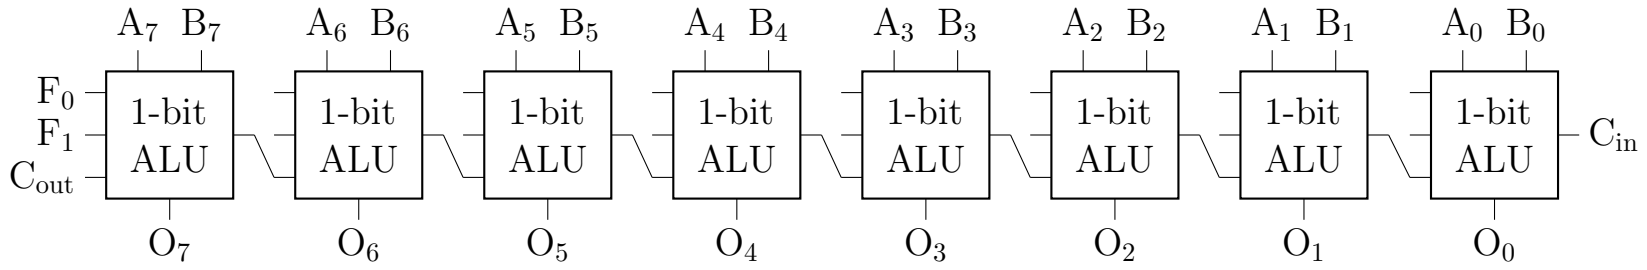 A₇ B₇ A₆ B₆ A₅ B₅ A₄ B₄ A₃ B₃ A₂ B₂ A₁ B₁ A₀ B₀
F₀
1-bit 1-bit 1-bit 1-bit 1-bit 1-bit 1-bit 1-bit
F₁ Cin
ALU ALU ALU ALU ALU ALU ALU ALU
Cout
O₇ O₆ O₅ O₄ O₃ O₂ O₁ O₀